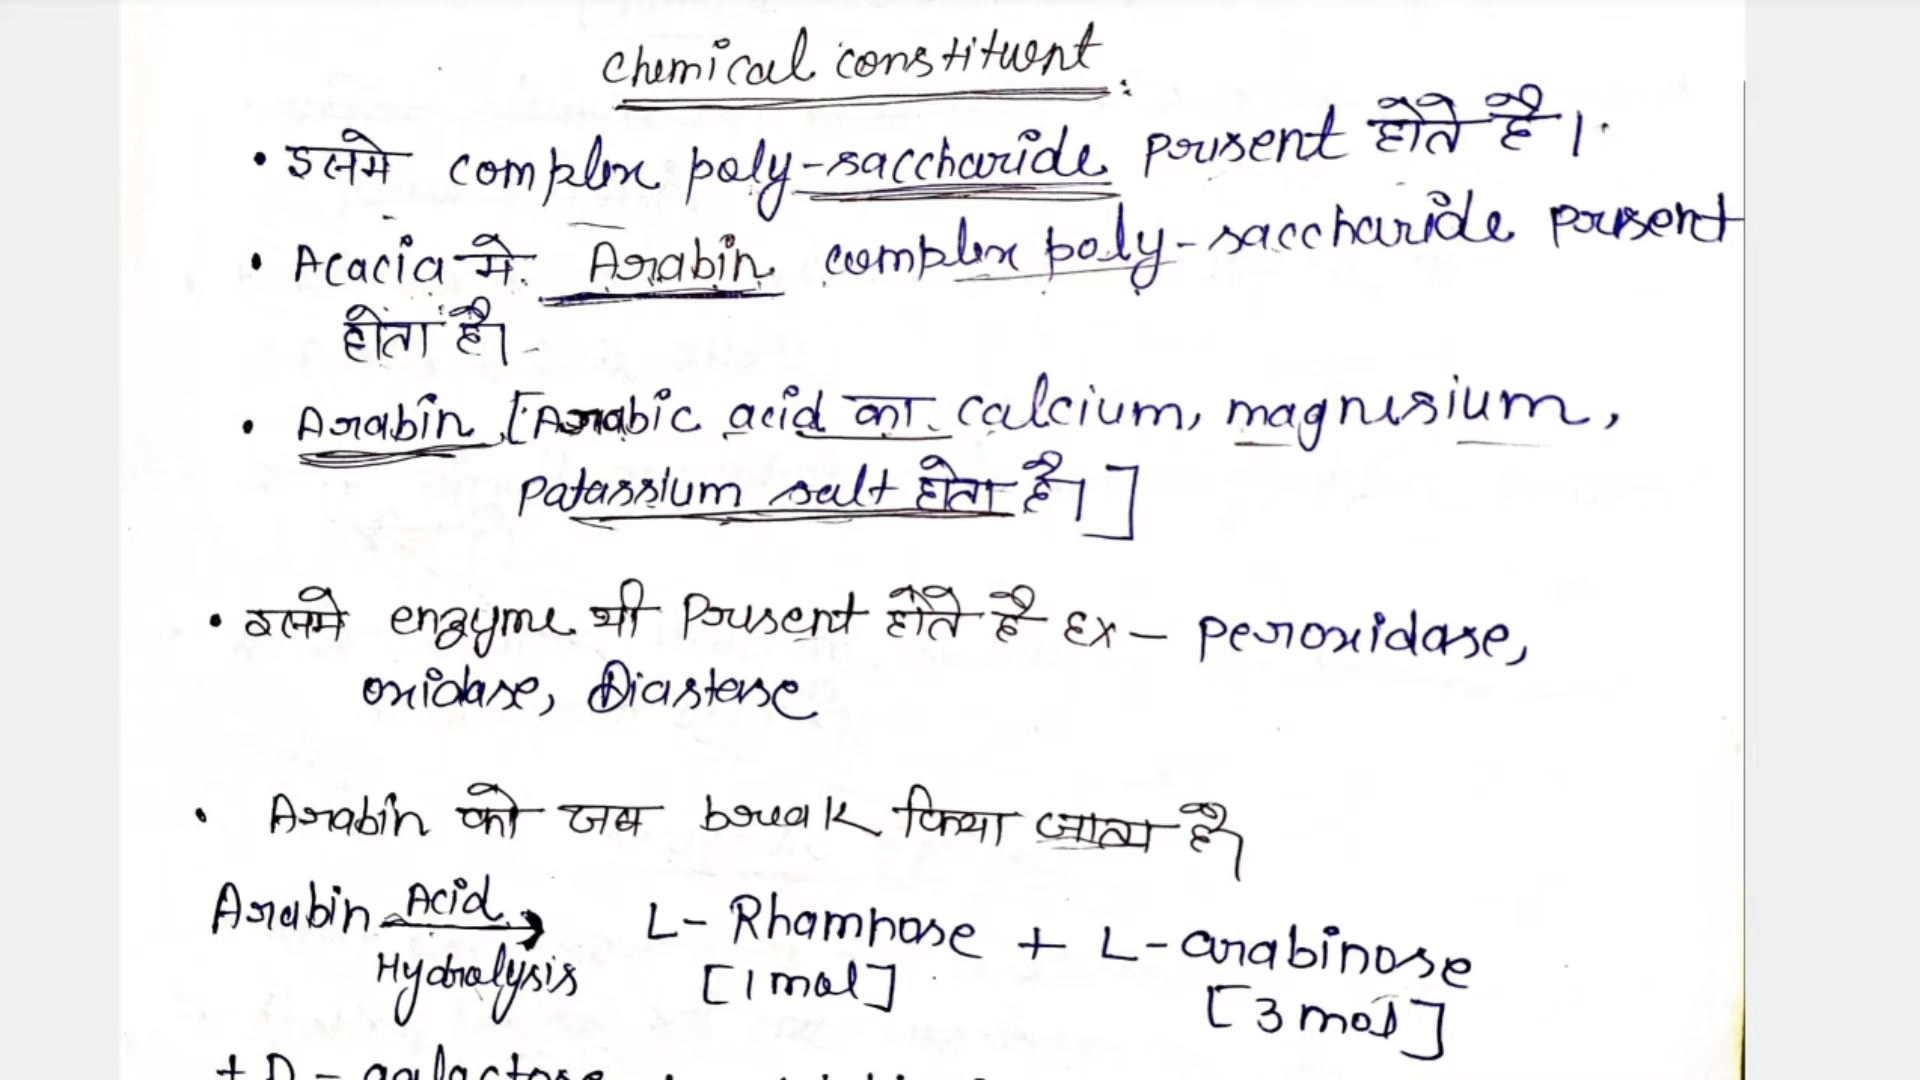 chemical constituent :
• इसमे complex poly-saccharide present होते है।
• Acacia मे Arabin complex poly-saccharide present
होता है।
• Arabin [Arabic acid का calcium, magnesium,
Patassium salt होता है।]
• इसमे enzyme भी Present होते है Ex – peroxidase,
oxidase, Diastase
• Arabin को जब break किया जाता है।
Arabin Acid Hydrolysis → L- Rhamnose + L- arabinose
[1 mol] [3 mol]
+ D - galactose